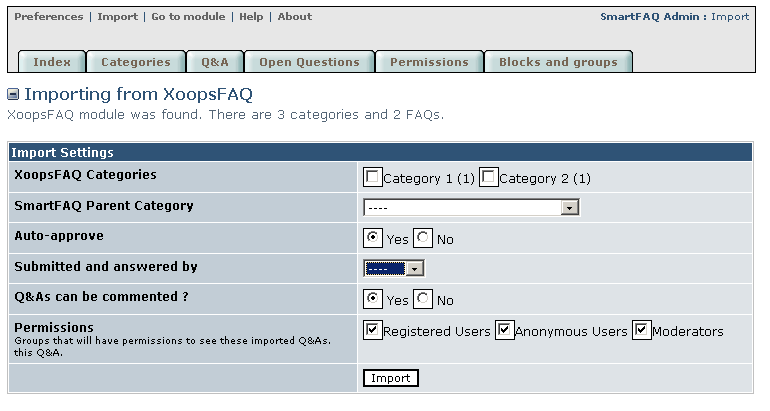 Preferences | Import | Go to module | Help | About
SmartFAQ Admin : Import
Index Categories Q&A Open Questions Permissions Blocks and groups
Importing from XoopsFAQ
XoopsFAQ module was found. There are 3 categories and 2 FAQs.
Import Settings
XoopsFAQ Categories Category 1 (1) Category 2 (1)
SmartFAQ Parent Category ----
Auto-approve Yes No
Submitted and answered by ----
Q&As can be commented ? Yes No
Permissions Registered Users Anonymous Users Moderators
Groups that will have permissions to see these imported Q&As.
this Q&A.
Import